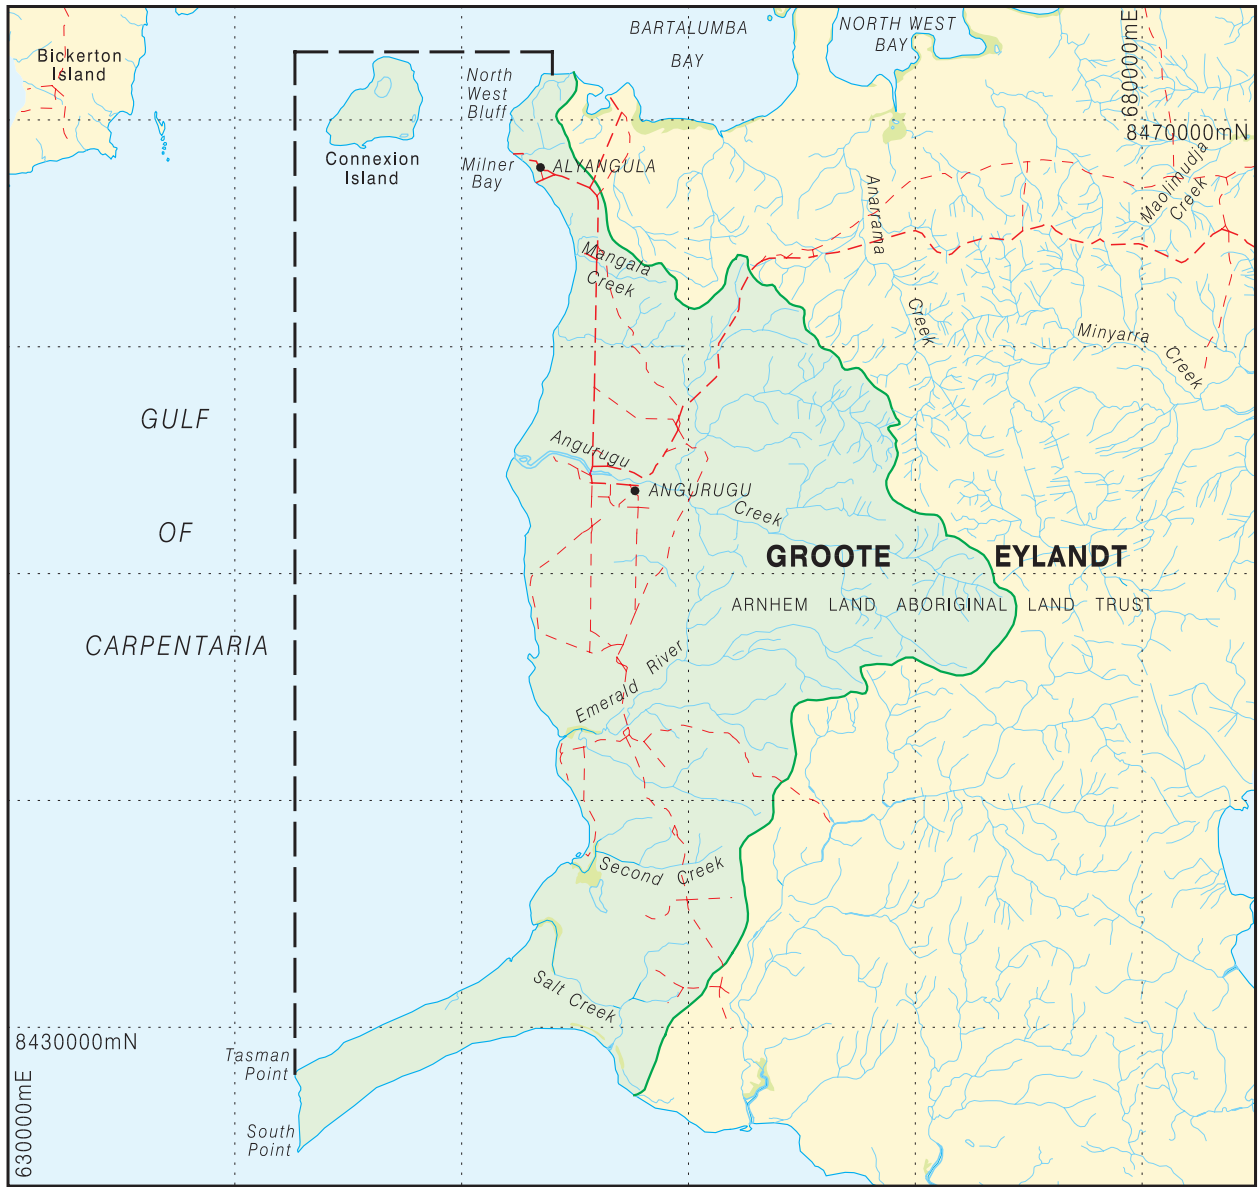 BARTALUMBA
BAY
NORTH WEST
BAY
680000mE
8470000mN
Bickerton
Island
North
West
Bluff
Connexion
Island
Milner
Bay
ALYANGULA
Anarrama
Creek
Maolimudja
Creek
Mangala
Creek
Minyarra
Creek
GULF
OF
CARPENTARIA
Angurugu
Creek
ANGURUGU
GROOTE EYLANDT
ARNHEM LAND ABORIGINAL LAND TRUST
Emerald River
Second Creek
Salt Creek
8430000mN
630000mE
Tasman
Point
South
Point